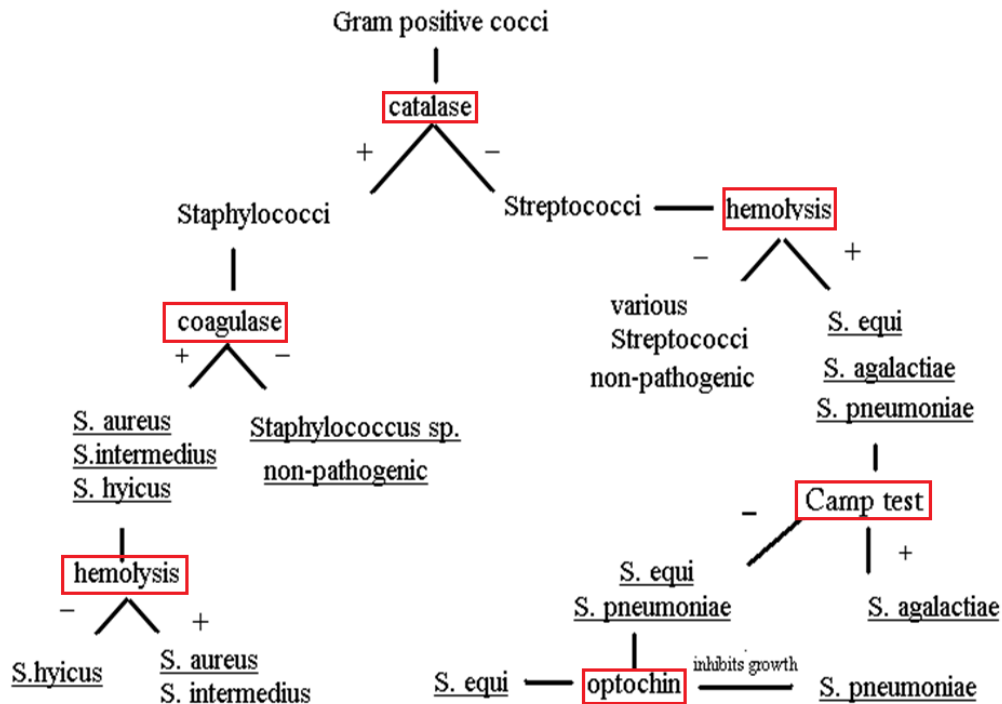 Gram positive cocci
catalase
+ −
Staphylococci
Streptococci
hemolysis
− +
coagulase
+ −
various
Streptococci
non-pathogenic
S. equi
S. agalactiae
S. pneumoniae
S. aureus
S.intermedius
S. hyicus
Staphylococcus sp.
non-pathogenic
Camp test
− +
hemolysis
− +
S. equi
S. pneumoniae
S. agalactiae
S.hyicus
S. aureus
S. intermedius
S. equi
optochin
inhibits growth
S. pneumoniae